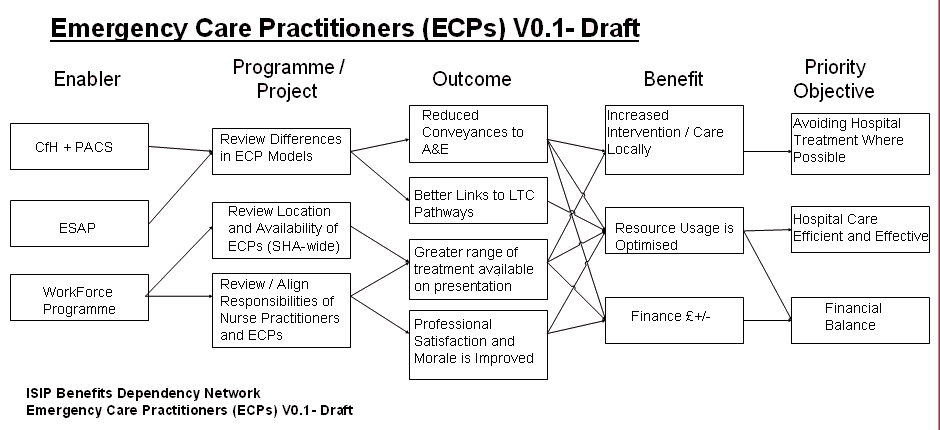 Emergency Care Practitioners (ECPs) V0.1- Draft
Enabler
Programme /
Project
Outcome
Benefit
Priority
Objective
CfH + PACS
ESAP
WorkForce
Programme
Review Differences
in ECP Models
Review Location
and Availability of
ECPs (SHA-wide)
Review / Align
Responsibilities of
Nurse Practitioners
and ECPs
Reduced
Conveyances to
A&E
Better Links to LTC
Pathways
Greater range of
treatment available
on presentation
Professional
Satisfaction and
Morale is Improved
Increased
Intervention / Care
Locally
Resource Usage is
Optimised
Finance £+/-
Avoiding Hospital
Treatment Where
Possible
Hospital Care
Efficient and Effective
Financial
Balance
ISIP Benefits Dependency Network
Emergency Care Practitioners (ECPs) V0.1- Draft